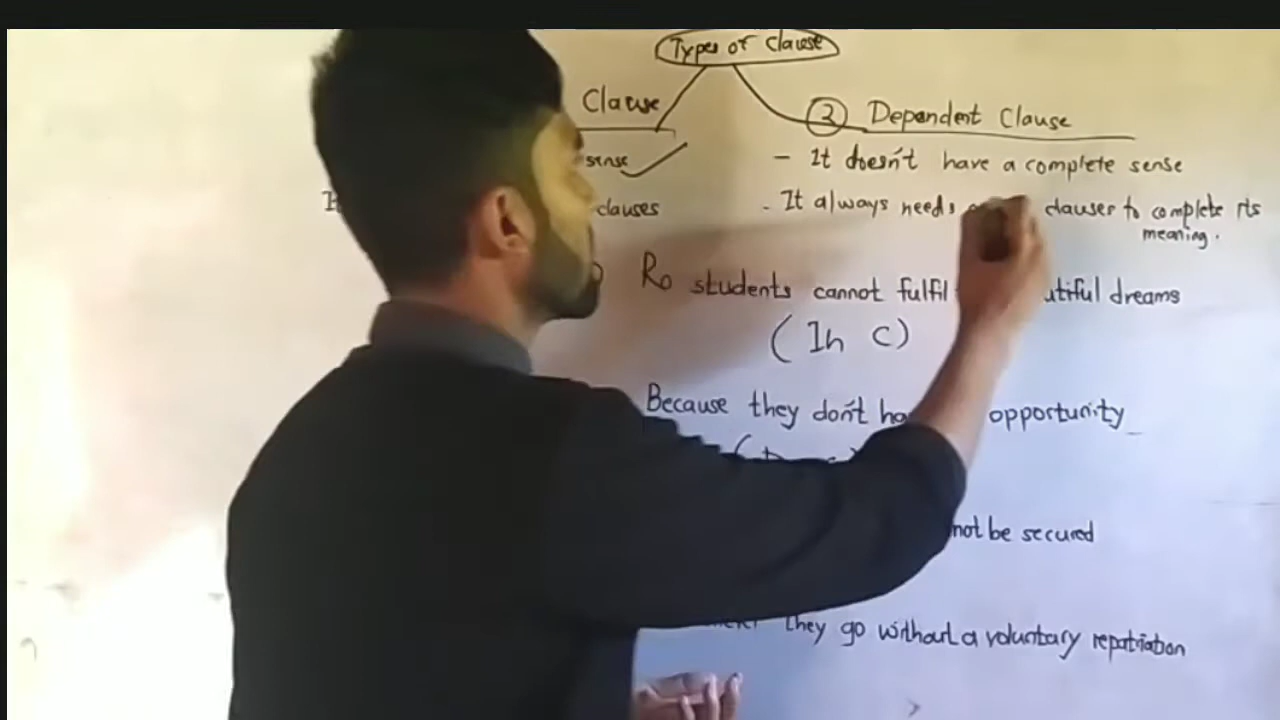 Types of Clause
Clause
② Dependent Clause
sense
- It doesn't have a complete sense
clauses
- It always needs clauses to complete its
meaning.
Ro students cannot fulfil dreams
(In C)
Because they don't opportunity
not be secured
they go without a voluntary repatriation